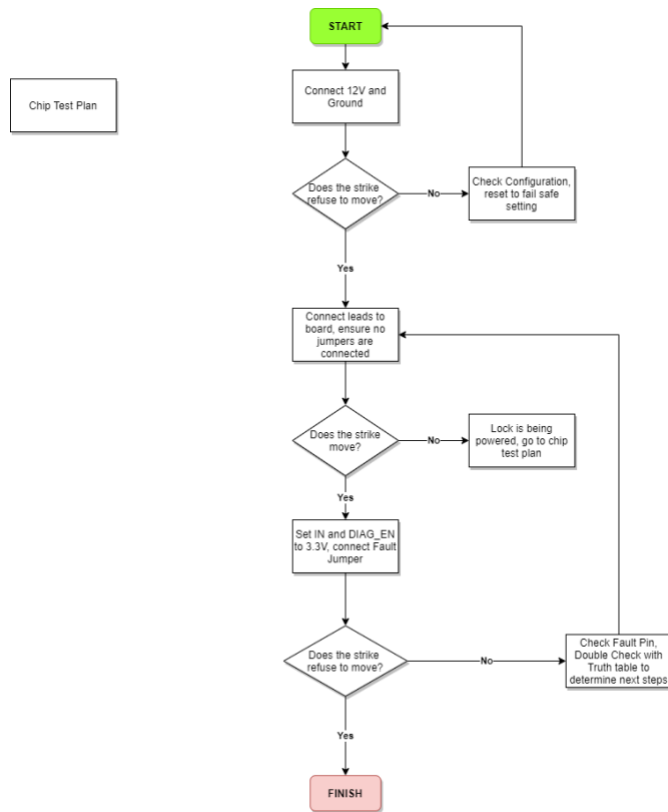 START
Chip Test Plan
Connect 12V and
Ground
Does the strike
refuse to move?
No
Check Configuration,
reset to fail safe
setting
Yes
Connect leads to
board, ensure no
jumpers are
connected
Does the strike
move?
No
Lock is being
powered, go to chip
test plan
Yes
Set IN and DIAG_EN
to 3.3V, connect Fault
Jumper
Does the strike
refuse to move?
No
Check Fault Pin,
Double Check with
Truth table to
determine next steps
Yes
FINISH